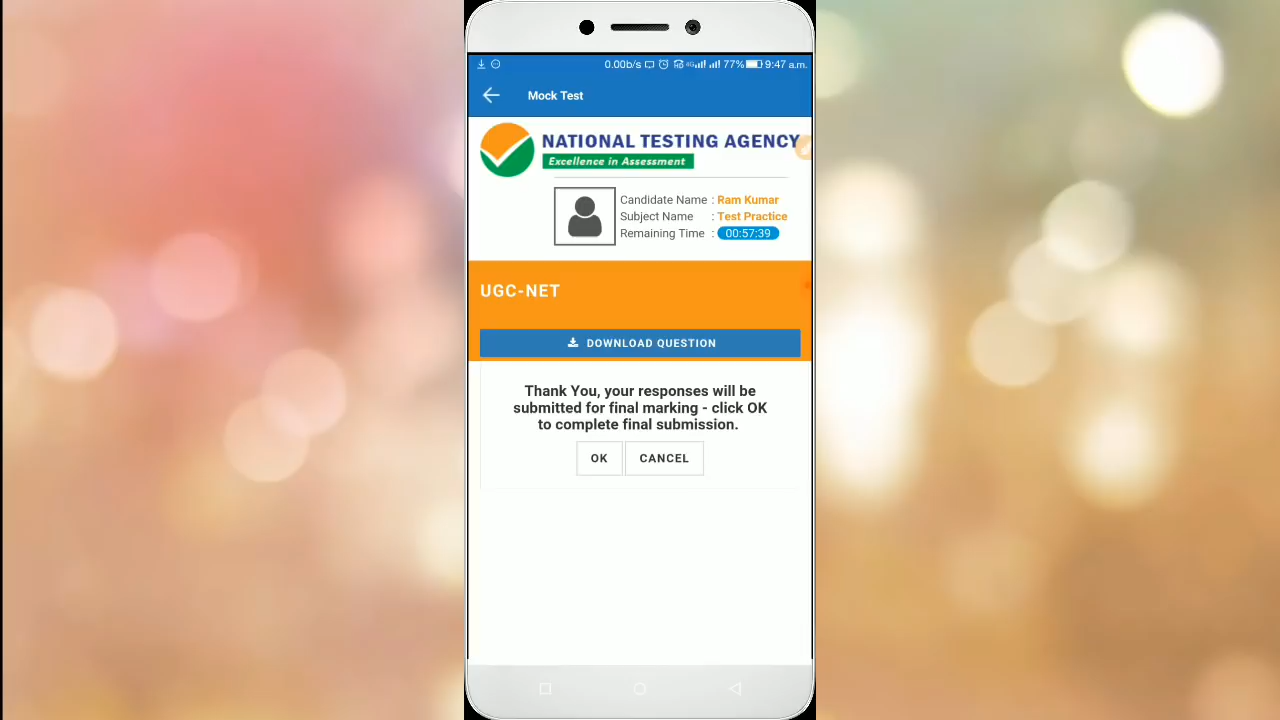 0.00b/s 77% 9:47 a.m.
Mock Test
NATIONAL TESTING AGENCY
Excellence in Assessment
Candidate Name : Ram Kumar
Subject Name : Test Practice
Remaining Time : 00:57:39
UGC-NET
DOWNLOAD QUESTION
Thank You, your responses will be
submitted for final marking - click OK
to complete final submission.
OK CANCEL